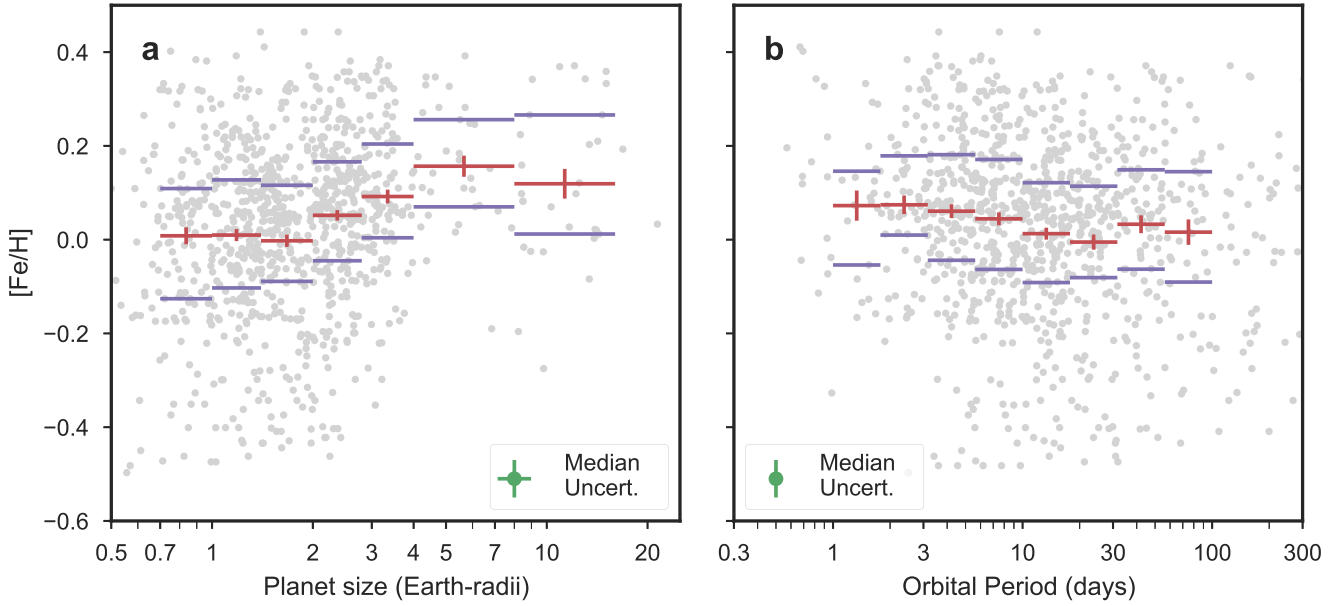 a
b
0.4
0.2
0.0
−0.2
−0.4
−0.6
[Fe/H]
Median
Uncert.
Median
Uncert.
0.5 0.7 1 2 3 4 5 7 10 20
0.3 1 3 10 30 100 300
Planet size (Earth-radii)
Orbital Period (days)